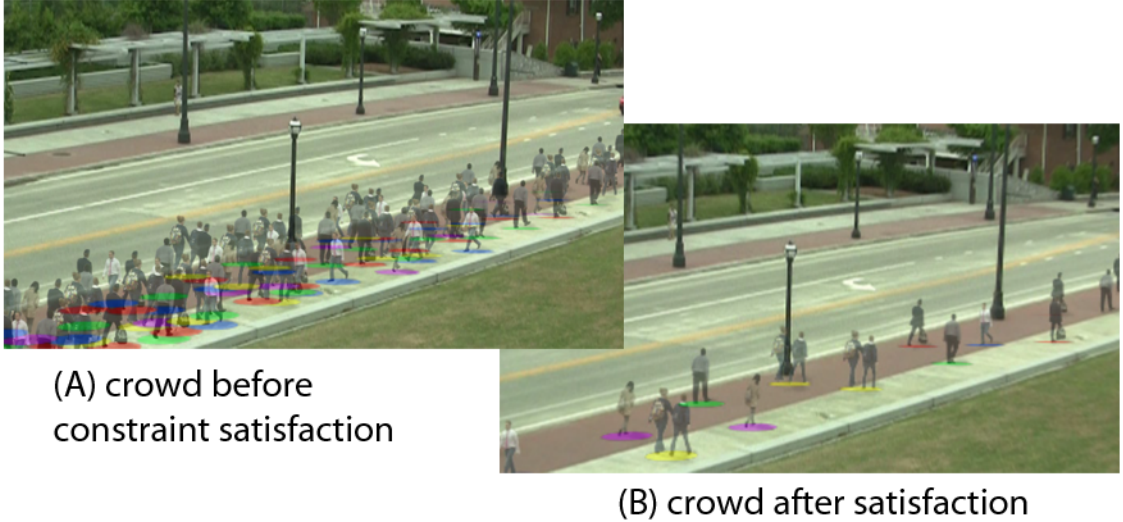 (A) crowd before
constraint satisfaction
(B) crowd after satisfaction